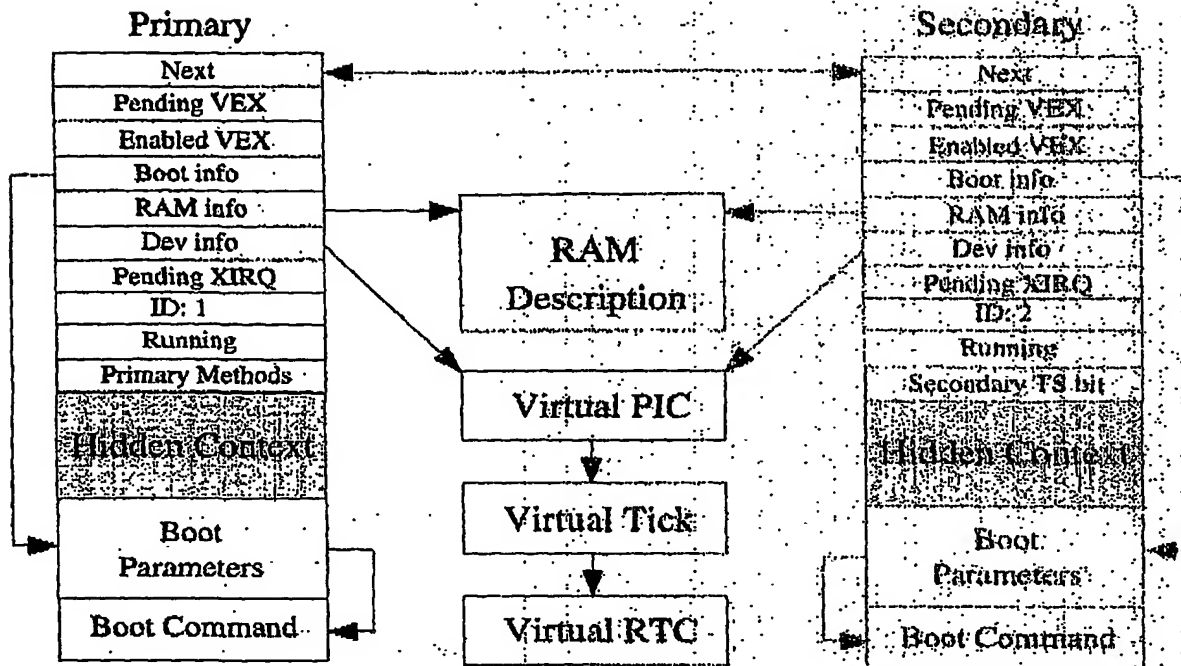 Primary
Next
Pending VEX
Enabled VEX
Boot info
RAM info
Dev info
Pending XIRQ
ID: 1
Running
Primary Methods
Hidden Context
Boot
Parameters
Boot Command
RAM
Description
Virtual PIC
Virtual Tick
Virtual RTC
Secondary
Next
Pending VEX
Enabled VEX
Boot info
RAM info
Dev info
Pending XIRQ
ID: 2
Running
Secondary TS bit
Hidden Context
Boot
Parameters
Boot Command